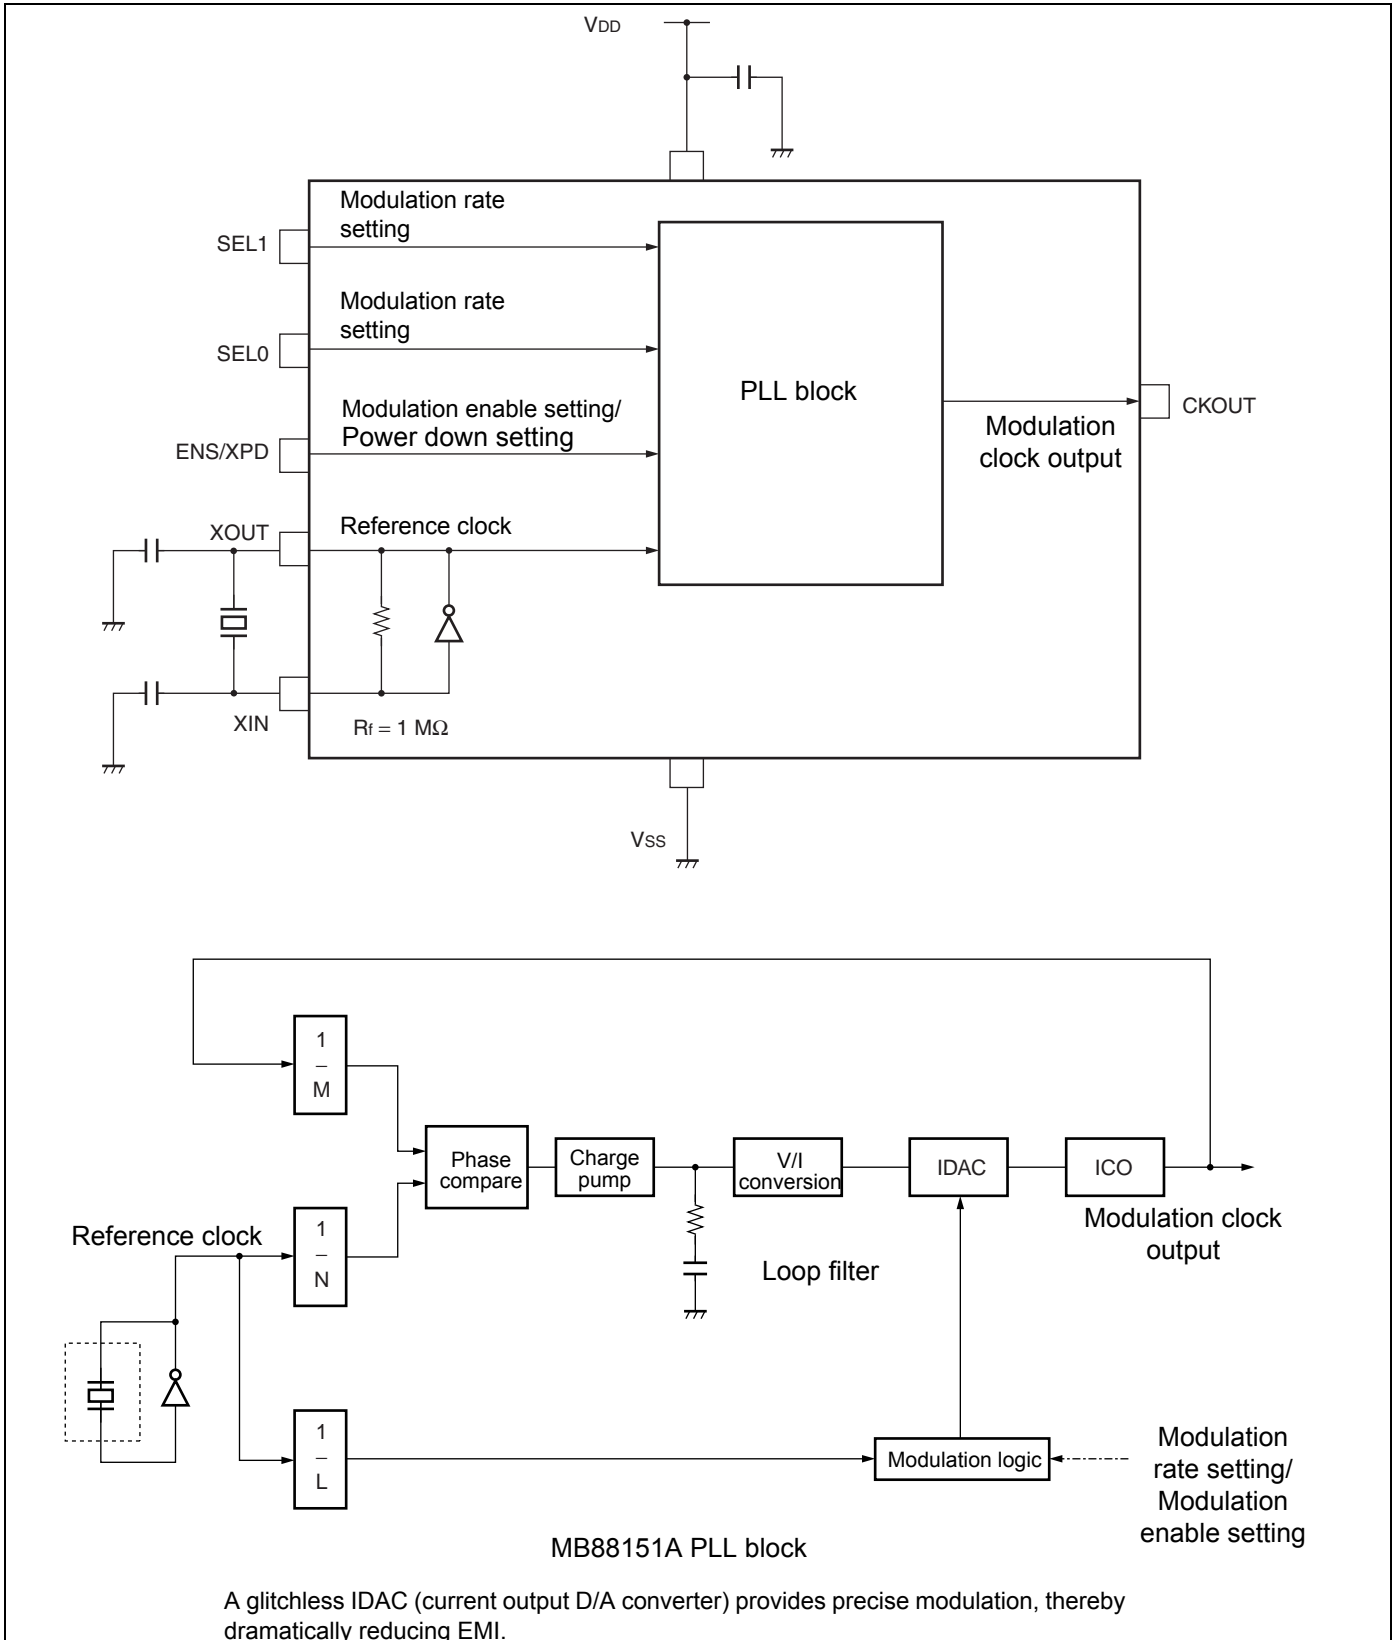 VDD
Modulation rate
setting
SEL1
Modulation rate
setting
SEL0
PLL block
Modulation enable setting/
Power down setting
ENS/XPD
CKOUT
Modulation
clock output
XOUT
Reference clock
XIN
Rf = 1 MΩ
VSS
1
–
M
Phase
compare
Charge
pump
V/I
conversion
IDAC
ICO
Reference clock
1
–
N
Modulation clock
output
Loop filter
1
–
L
Modulation logic
Modulation
rate setting/
Modulation
enable setting
MB88151A PLL block
A glitchless IDAC (current output D/A converter) provides precise modulation, thereby
dramatically reducing EMI.